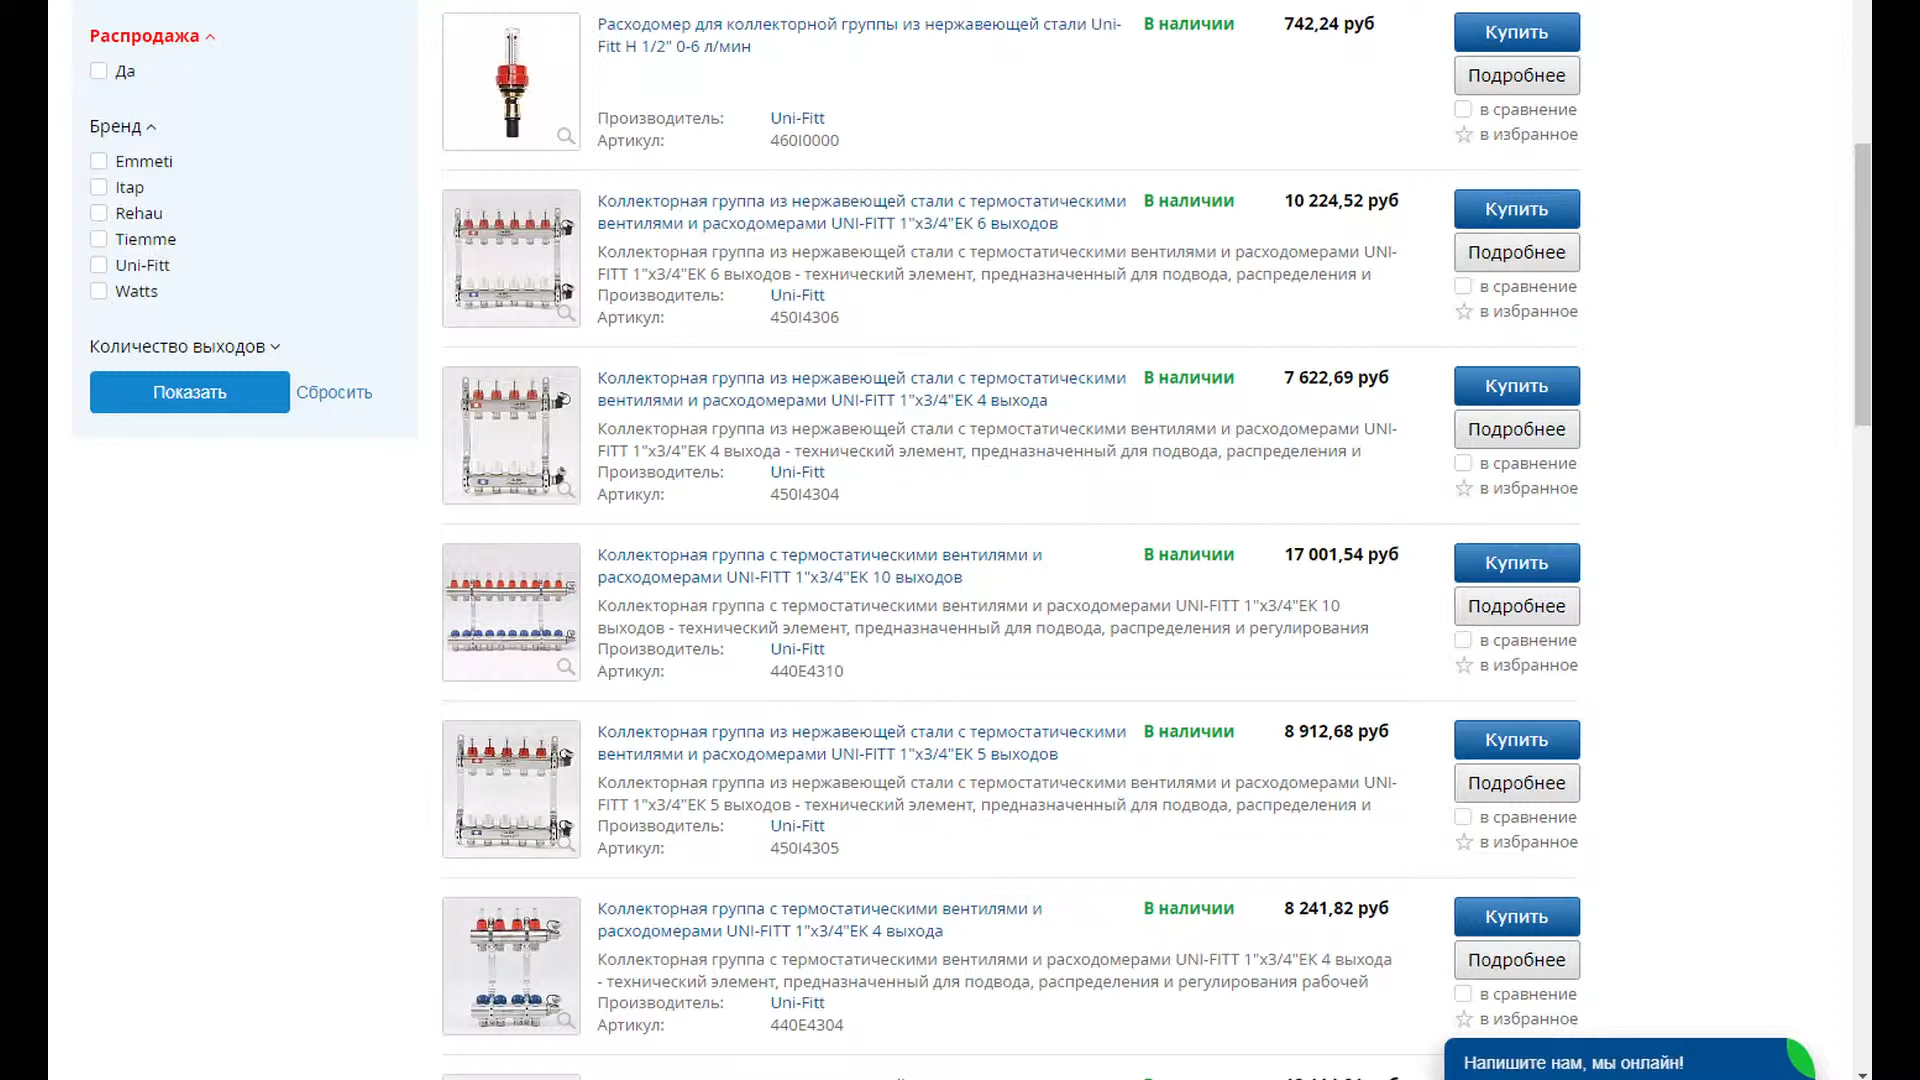 Распродажа
Да
Бренд
Emmeti
Itap
Rehau
Tiemme
Uni-Fitt
Watts
Количество выходов
Показать Сбросить
Расходомер для коллекторной группы из нержавеющей стали Uni-
Fitt Н 1/2" 0-6 л/мин
В наличии 742,24 руб
Производитель: Uni-Fitt
Артикул: 460I0000
Купить
Подробнее
в сравнение
в избранное
Коллекторная группа из нержавеющей стали с термостатическими
вентилями и расходомерами UNI-FITT 1"x3/4"ЕК 6 выходов
В наличии 10 224,52 руб
Коллекторная группа из нержавеющей стали с термостатическими вентилями и расходомерами UNI-
FITT 1"x3/4"ЕК 6 выходов - технический элемент, предназначенный для подвода, распределения и
Производитель: Uni-Fitt
Артикул: 450I4306
Купить
Подробнее
в сравнение
в избранное
Коллекторная группа из нержавеющей стали с термостатическими
вентилями и расходомерами UNI-FITT 1"x3/4"ЕК 4 выхода
В наличии 7 622,69 руб
Коллекторная группа из нержавеющей стали с термостатическими вентилями и расходомерами UNI-
FITT 1"x3/4"ЕК 4 выхода - технический элемент, предназначенный для подвода, распределения и
Производитель: Uni-Fitt
Артикул: 450I4304
Купить
Подробнее
в сравнение
в избранное
Коллекторная группа с термостатическими вентилями и
расходомерами UNI-FITT 1"x3/4"ЕК 10 выходов
В наличии 17 001,54 руб
Коллекторная группа с термостатическими вентилями и расходомерами UNI-FITT 1"x3/4"ЕК 10
выходов - технический элемент, предназначенный для подвода, распределения и регулирования
Производитель: Uni-Fitt
Артикул: 440E4310
Купить
Подробнее
в сравнение
в избранное
Коллекторная группа из нержавеющей стали с термостатическими
вентилями и расходомерами UNI-FITT 1"x3/4"ЕК 5 выходов
В наличии 8 912,68 руб
Коллекторная группа из нержавеющей стали с термостатическими вентилями и расходомерами UNI-
FITT 1"x3/4"ЕК 5 выходов - технический элемент, предназначенный для подвода, распределения и
Производитель: Uni-Fitt
Артикул: 450I4305
Купить
Подробнее
в сравнение
в избранное
Коллекторная группа с термостатическими вентилями и
расходомерами UNI-FITT 1"x3/4"ЕК 4 выхода
В наличии 8 241,82 руб
Коллекторная группа с термостатическими вентилями и расходомерами UNI-FITT 1"x3/4"ЕК 4 выхода
- технический элемент, предназначенный для подвода, распределения и регулирования рабочей
Производитель: Uni-Fitt
Артикул: 440E4304
Купить
Подробнее
в сравнение
в избранное
Напишите нам, мы онлайн!